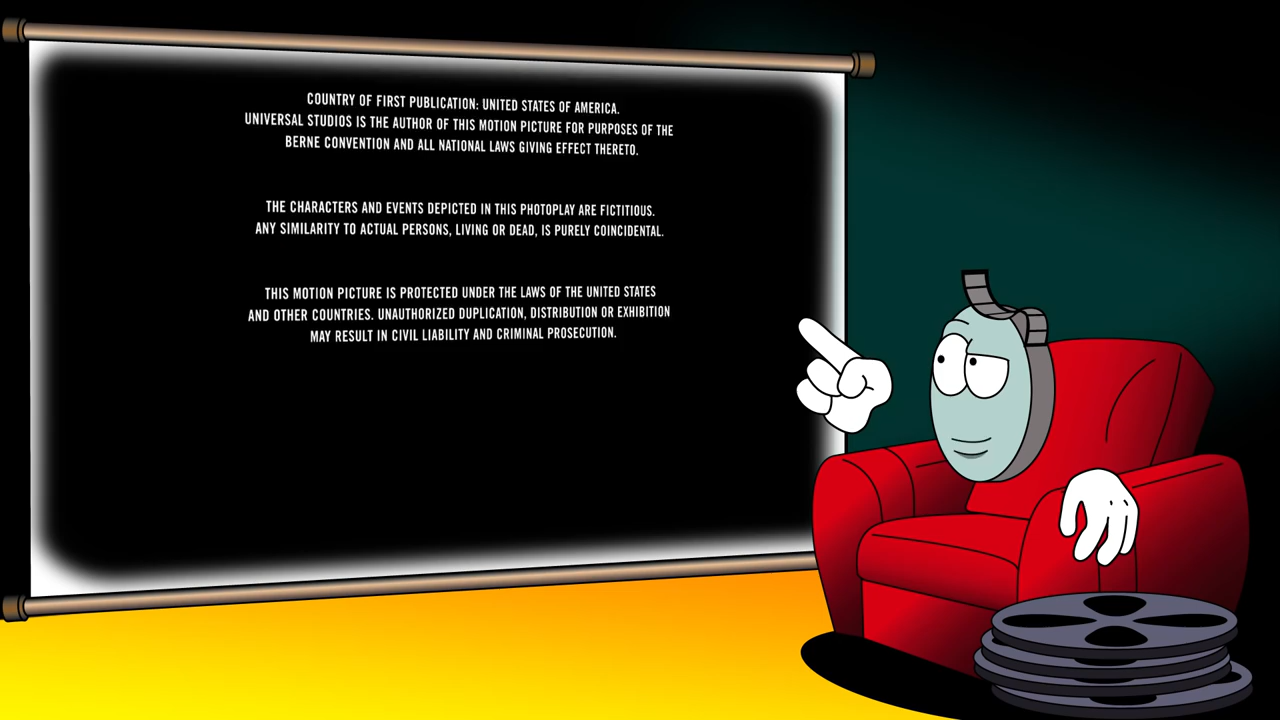 COUNTRY OF FIRST PUBLICATION: UNITED STATES OF AMERICA.
UNIVERSAL STUDIOS IS THE AUTHOR OF THIS MOTION PICTURE FOR PURPOSES OF THE
BERNE CONVENTION AND ALL NATIONAL LAWS GIVING EFFECT THERETO.
THE CHARACTERS AND EVENTS DEPICTED IN THIS PHOTOPLAY ARE FICTITIOUS.
ANY SIMILARITY TO ACTUAL PERSONS, LIVING OR DEAD, IS PURELY COINCIDENTAL.
THIS MOTION PICTURE IS PROTECTED UNDER THE LAWS OF THE UNITED STATES
AND OTHER COUNTRIES. UNAUTHORIZED DUPLICATION, DISTRIBUTION OR EXHIBITION
MAY RESULT IN CIVIL LIABILITY AND CRIMINAL PROSECUTION.